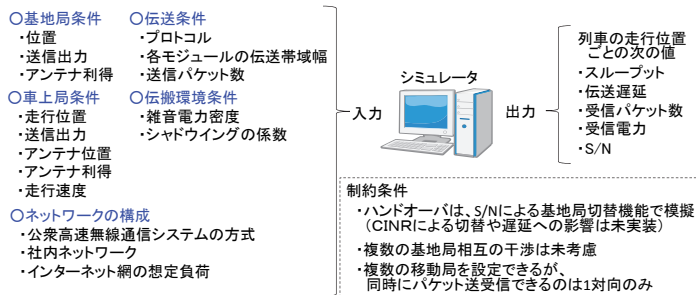 〇基地局条件
・位置
・送信出力
・アンテナ利得
〇車上局条件
・走行位置
・送信出力
・アンテナ位置
・アンテナ利得
・走行速度
〇伝送条件
・プロトコル
・各モジュールの伝送帯域幅
・送信パケット数
〇伝搬環境条件
・雑音電力密度
・シャドウイングの係数
〇ネットワークの構成
・公衆高速無線通信システムの方式
・社内ネットワーク
・インターネット網の想定負荷
入力
シミュレータ
出力
列車の走行位置
ごとの次の値
・スループット
・伝送遅延
・受信パケット数
・受信電力
・S/N
制約条件
・ハンドオーバは、S/Nによる基地局切替機能で模擬
（CINRによる切替や遅延への影響は未実装）
・複数の基地局相互の干渉は未考慮
・複数の移動局を設定できるが、
同時にパケット送受信できるのは1対向のみ